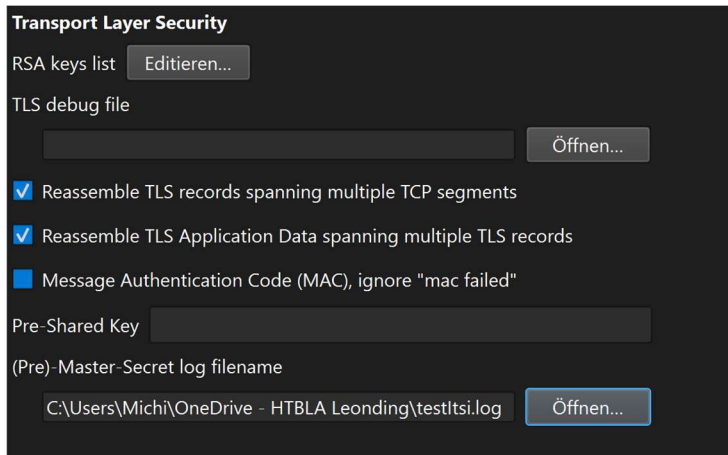 Transport Layer Security
RSA keys list Editieren...
TLS debug file
Öffnen...
Reassemble TLS records spanning multiple TCP segments
Reassemble TLS Application Data spanning multiple TLS records
Message Authentication Code (MAC), ignore "mac failed"
Pre-Shared Key
(Pre)-Master-Secret log filename
C:\Users\Michi\OneDrive - HTBLA Leonding\testItsi.log Öffnen...